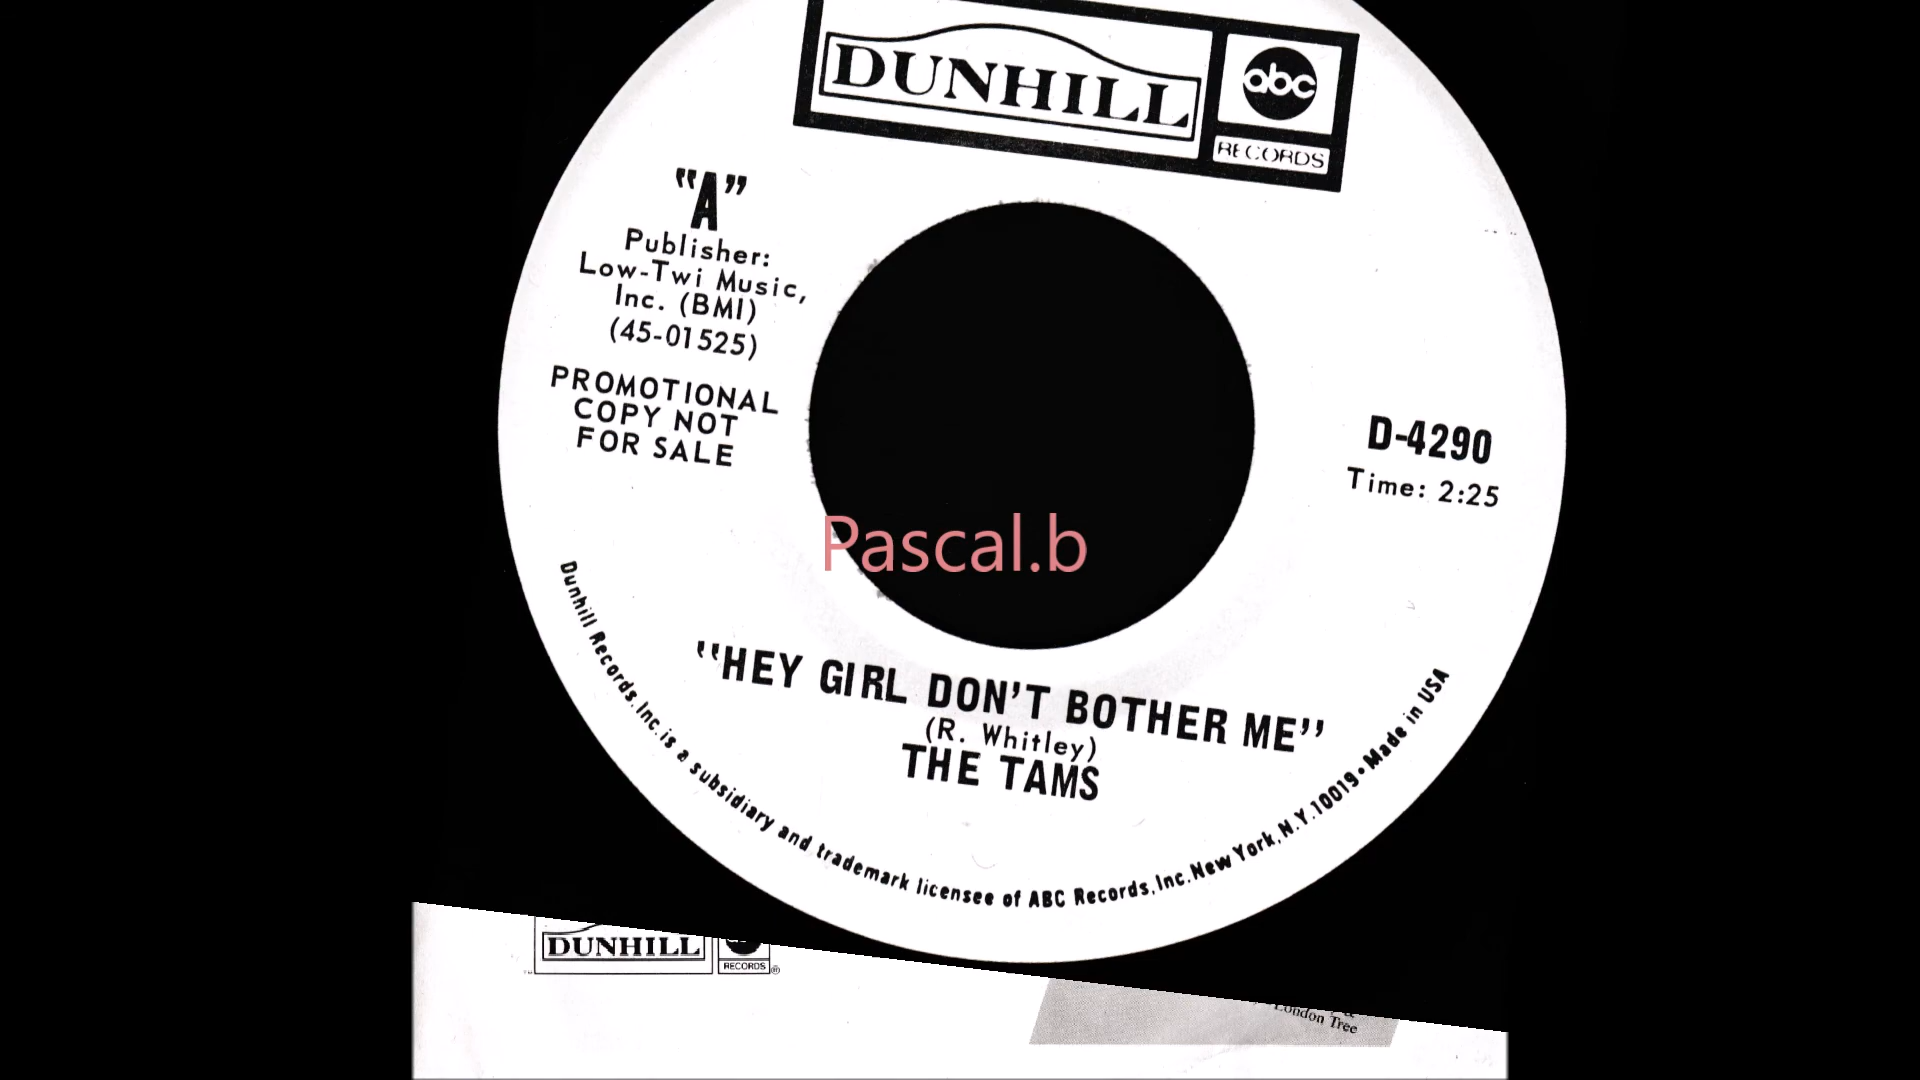 DUNHILL
abc
RECORDS
"A"
Publisher:
Low-Twi Music,
Inc. (BMI)
(45-01525)
PROMOTIONAL
COPY NOT
FOR SALE
D-4290
Time: 2:25
Pascal.b
"HEY GIRL DON'T BOTHER ME"
(R. Whitley)
THE TAMS
Dunhill Records, Inc. is a subsidiary and trademark licensee of ABC Records, Inc. New York, N.Y. 10019 • Made in USA
DUNHILL
RECORDS®
London Tree